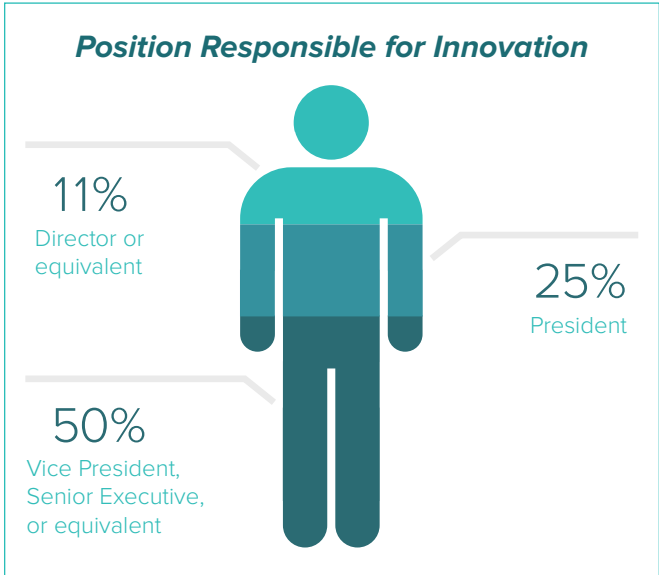 Position Responsible for Innovation
11%
Director or
equivalent
25%
President
50%
Vice President,
Senior Executive,
or equivalent